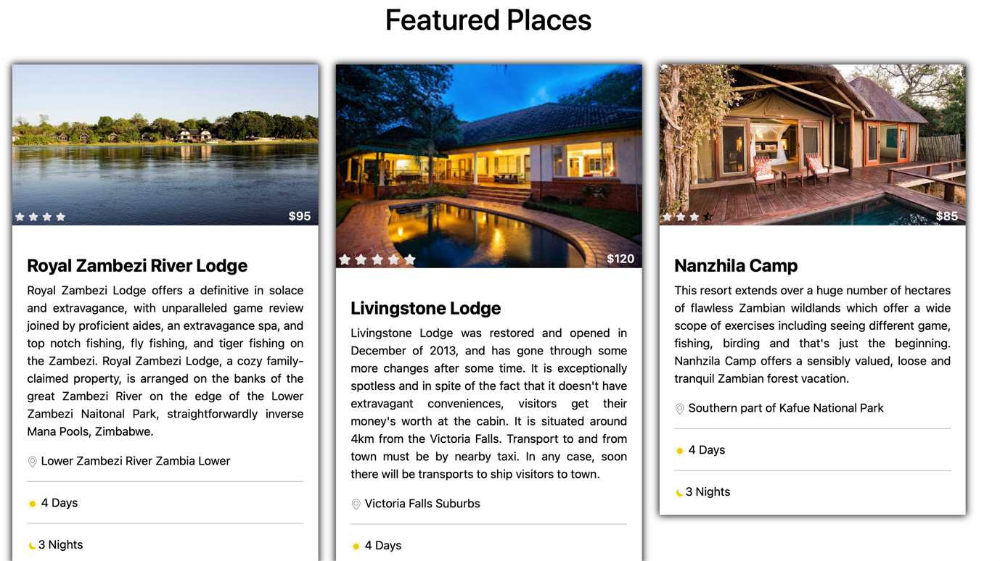 Featured Places
$95
Royal Zambezi River Lodge
Royal Zambezi Lodge offers a definitive in solace
and extravagance, with unparalleled game review
joined by proficient aides, an extravagance spa, and
top notch fishing, fly fishing, and tiger fishing on
the Zambezi. Royal Zambezi Lodge, a cozy family-
claimed property, is arranged on the banks of the
great Zambezi River on the edge of the Lower
Zambezi Naitonal Park, straightforwardly inverse
Mana Pools, Zimbabwe.
Lower Zambezi River Zambia Lower
4 Days
3 Nights
$120
Livingstone Lodge
Livingstone Lodge was restored and opened in
December of 2013, and has gone through some
more changes after some time. It is exceptionally
spotless and in spite of the fact that it doesn't have
extravagant conveniences, visitors get their
money's worth at the cabin. It is situated around
4km from the Victoria Falls. Transport to and from
town must be by nearby taxi. In any case, soon
there will be transports to ship visitors to town.
Victoria Falls Suburbs
4 Days
$85
Nanzhila Camp
This resort extends over a huge number of hectares
of flawless Zambian wildlands which offer a wide
scope of exercises including seeing different game,
fishing, birding and that's just the beginning.
Nanhzila Camp offers a sensibly valued, loose and
tranquil Zambian forest vacation.
Southern part of Kafue National Park
4 Days
3 Nights